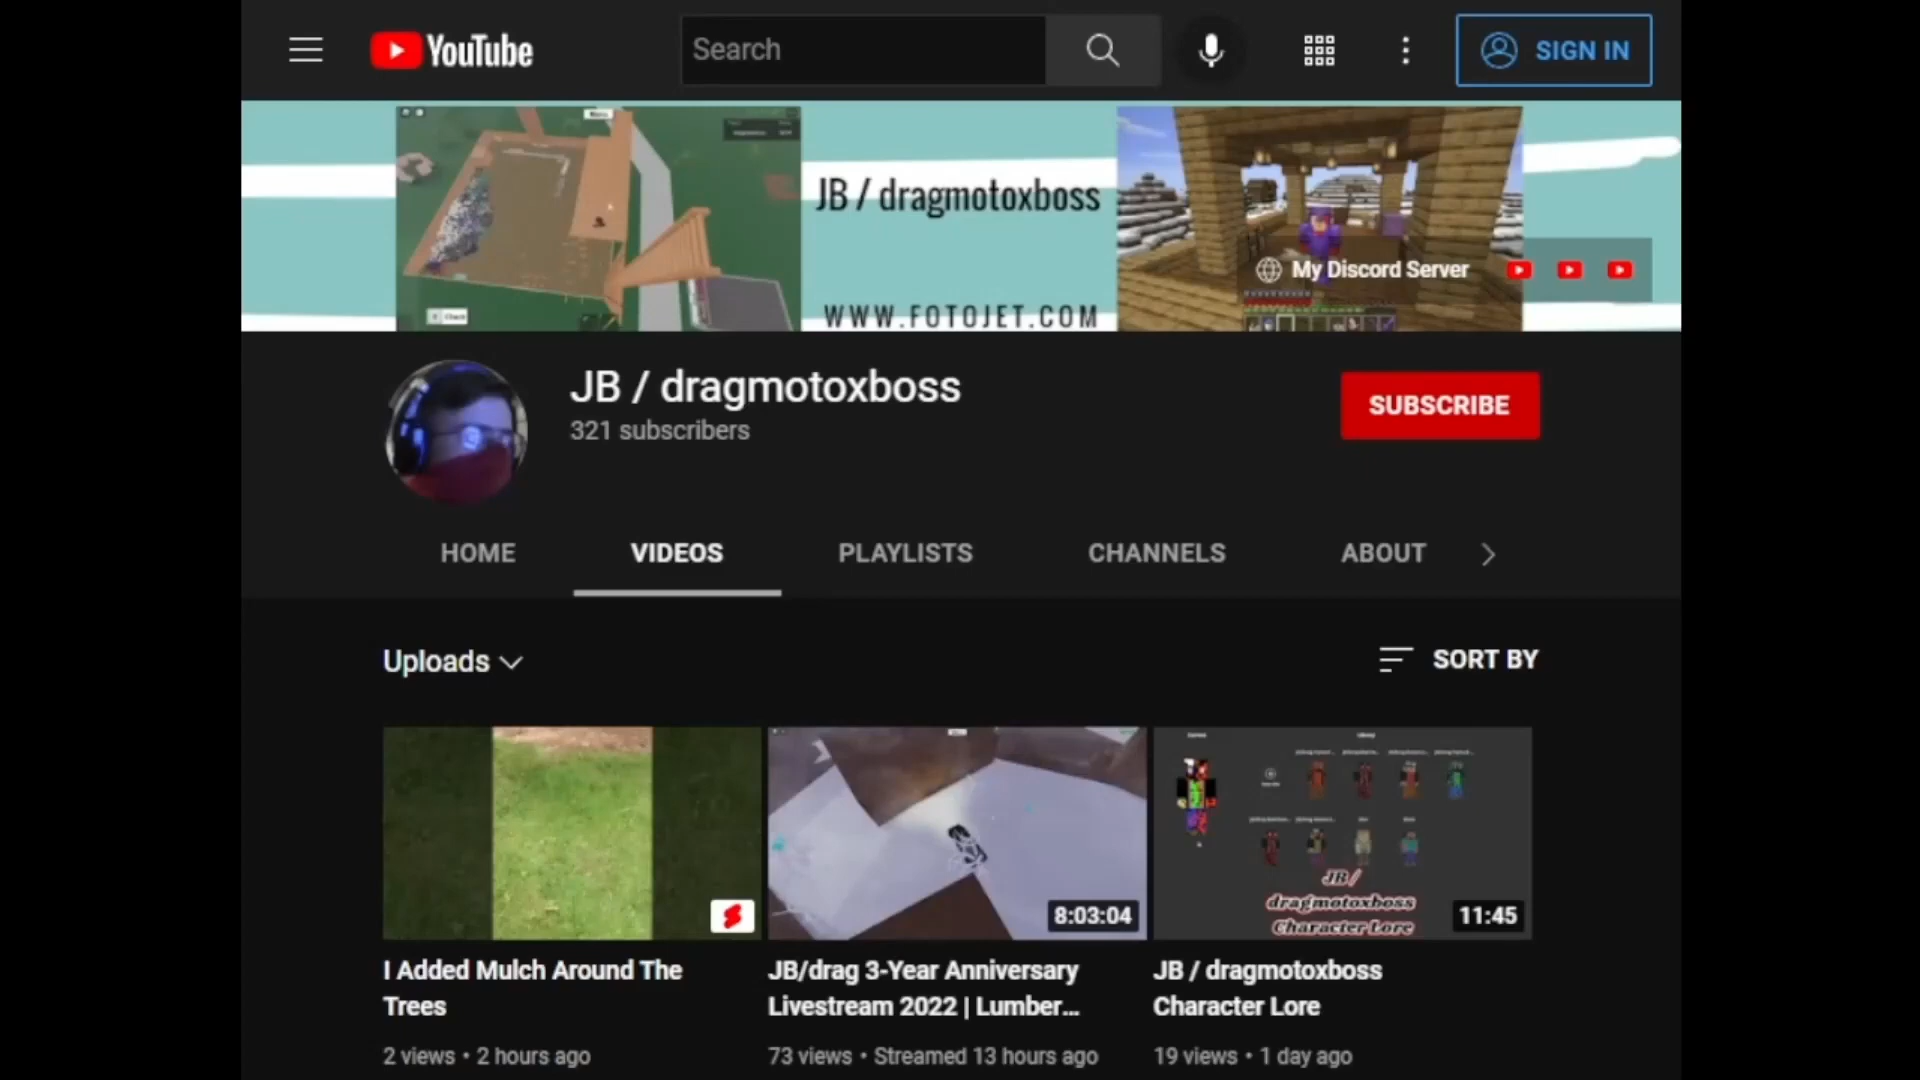 YouTube
Search
SIGN IN
JB / dragmotoxboss
WWW.FOTOJET.COM
My Discord Server
JB / dragmotoxboss
321 subscribers
SUBSCRIBE
HOME
VIDEOS
PLAYLISTS
CHANNELS
ABOUT
Uploads
SORT BY
8:03:04
JB /
dragmotoxboss
Character Lore
11:45
I Added Mulch Around The
Trees
2 views • 2 hours ago
JB/drag 3-Year Anniversary
Livestream 2022 | Lumber...
73 views • Streamed 13 hours ago
JB / dragmotoxboss
Character Lore
19 views • 1 day ago